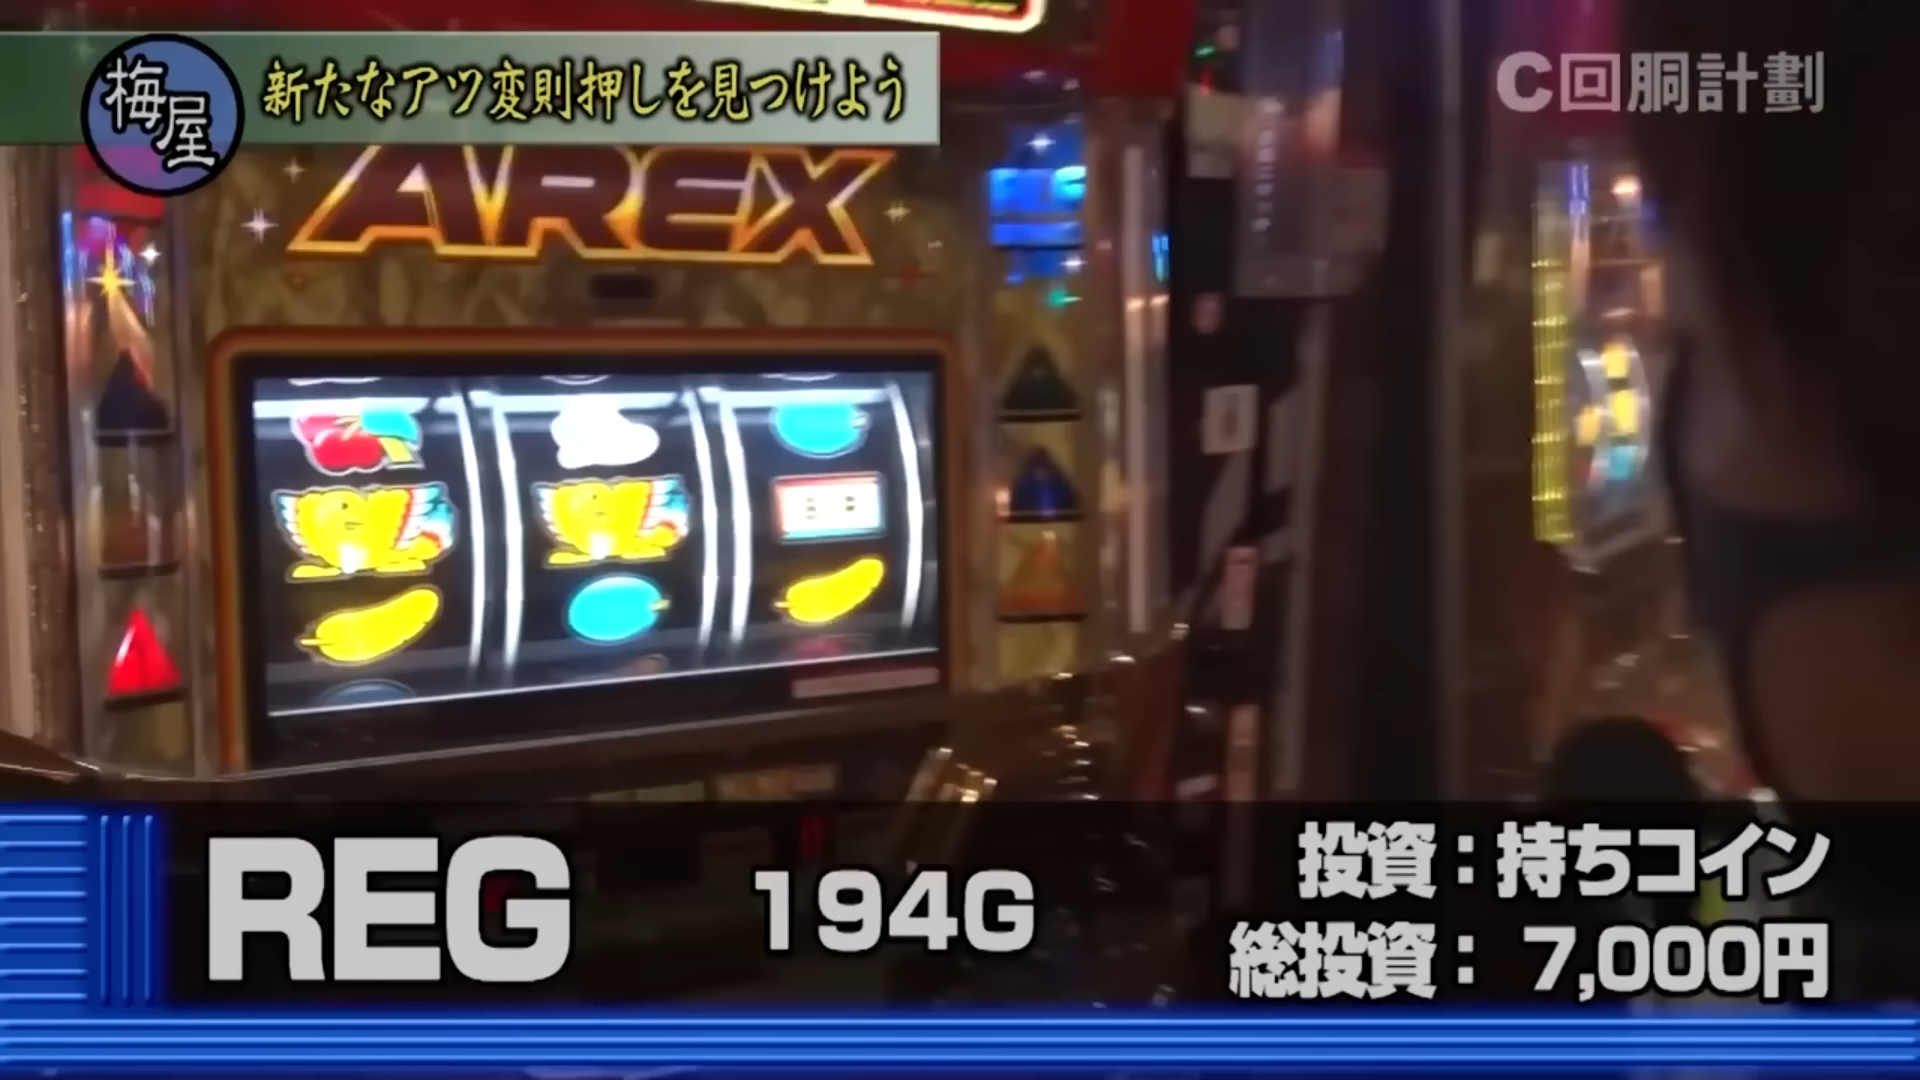 梅屋
新たなアツ変則押しを見つけよう
C回胴計劃
AREX
REG
194G
投資：持ちコイン
総投資：7,000円